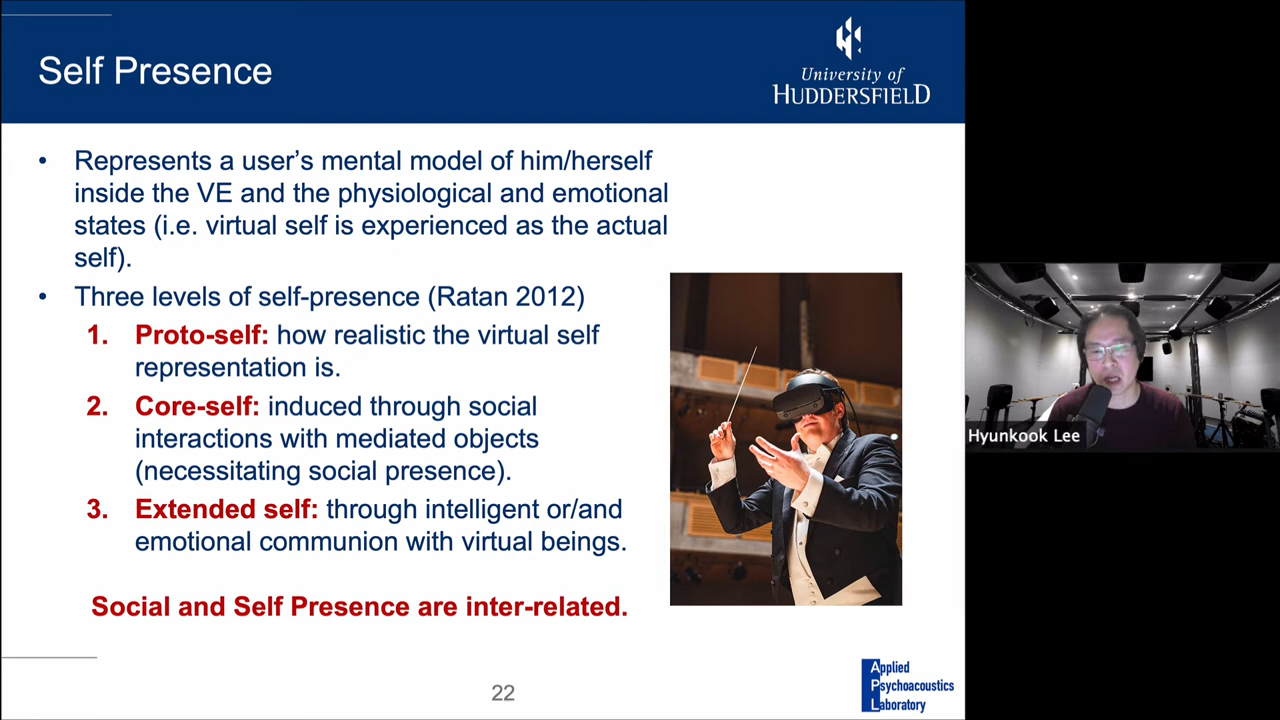 Self Presence
University of
HUDDERSFIELD
• Represents a user's mental model of him/herself
inside the VE and the physiological and emotional
states (i.e. virtual self is experienced as the actual
self).
• Three levels of self-presence (Ratan 2012)
1. Proto-self: how realistic the virtual self
representation is.
2. Core-self: induced through social
interactions with mediated objects
(necessitating social presence).
3. Extended self: through intelligent or/and
emotional communion with virtual beings.
Social and Self Presence are inter-related.
22
Applied
Psychoacoustics
Laboratory
Hyunkook Lee